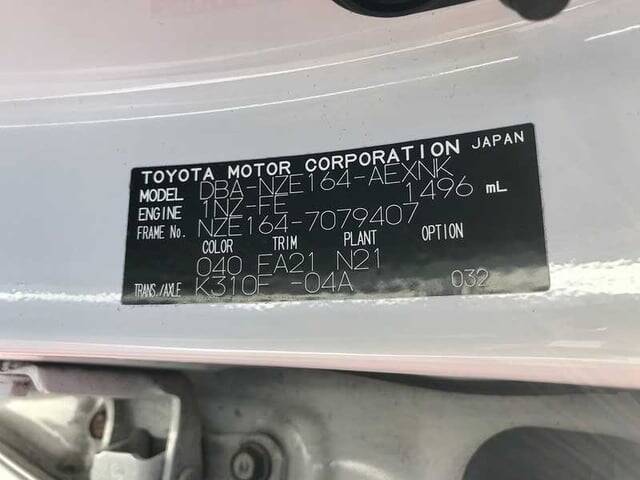 TOYOTA MOTOR CORPORATION JAPAN
MODEL DBA-NZE164-AEXNK
ENGINE 1NZ-FE 1496 mL
FRAME No. NZE164-7079407
COLOR TRIM PLANT OPTION
040 FA21 N21
TRANS./AXLE K310F -04A 032